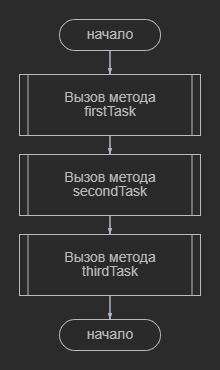 начало
Вызов метода
firstTask
Вызов метода
secondTask
Вызов метода
thirdTask
начало